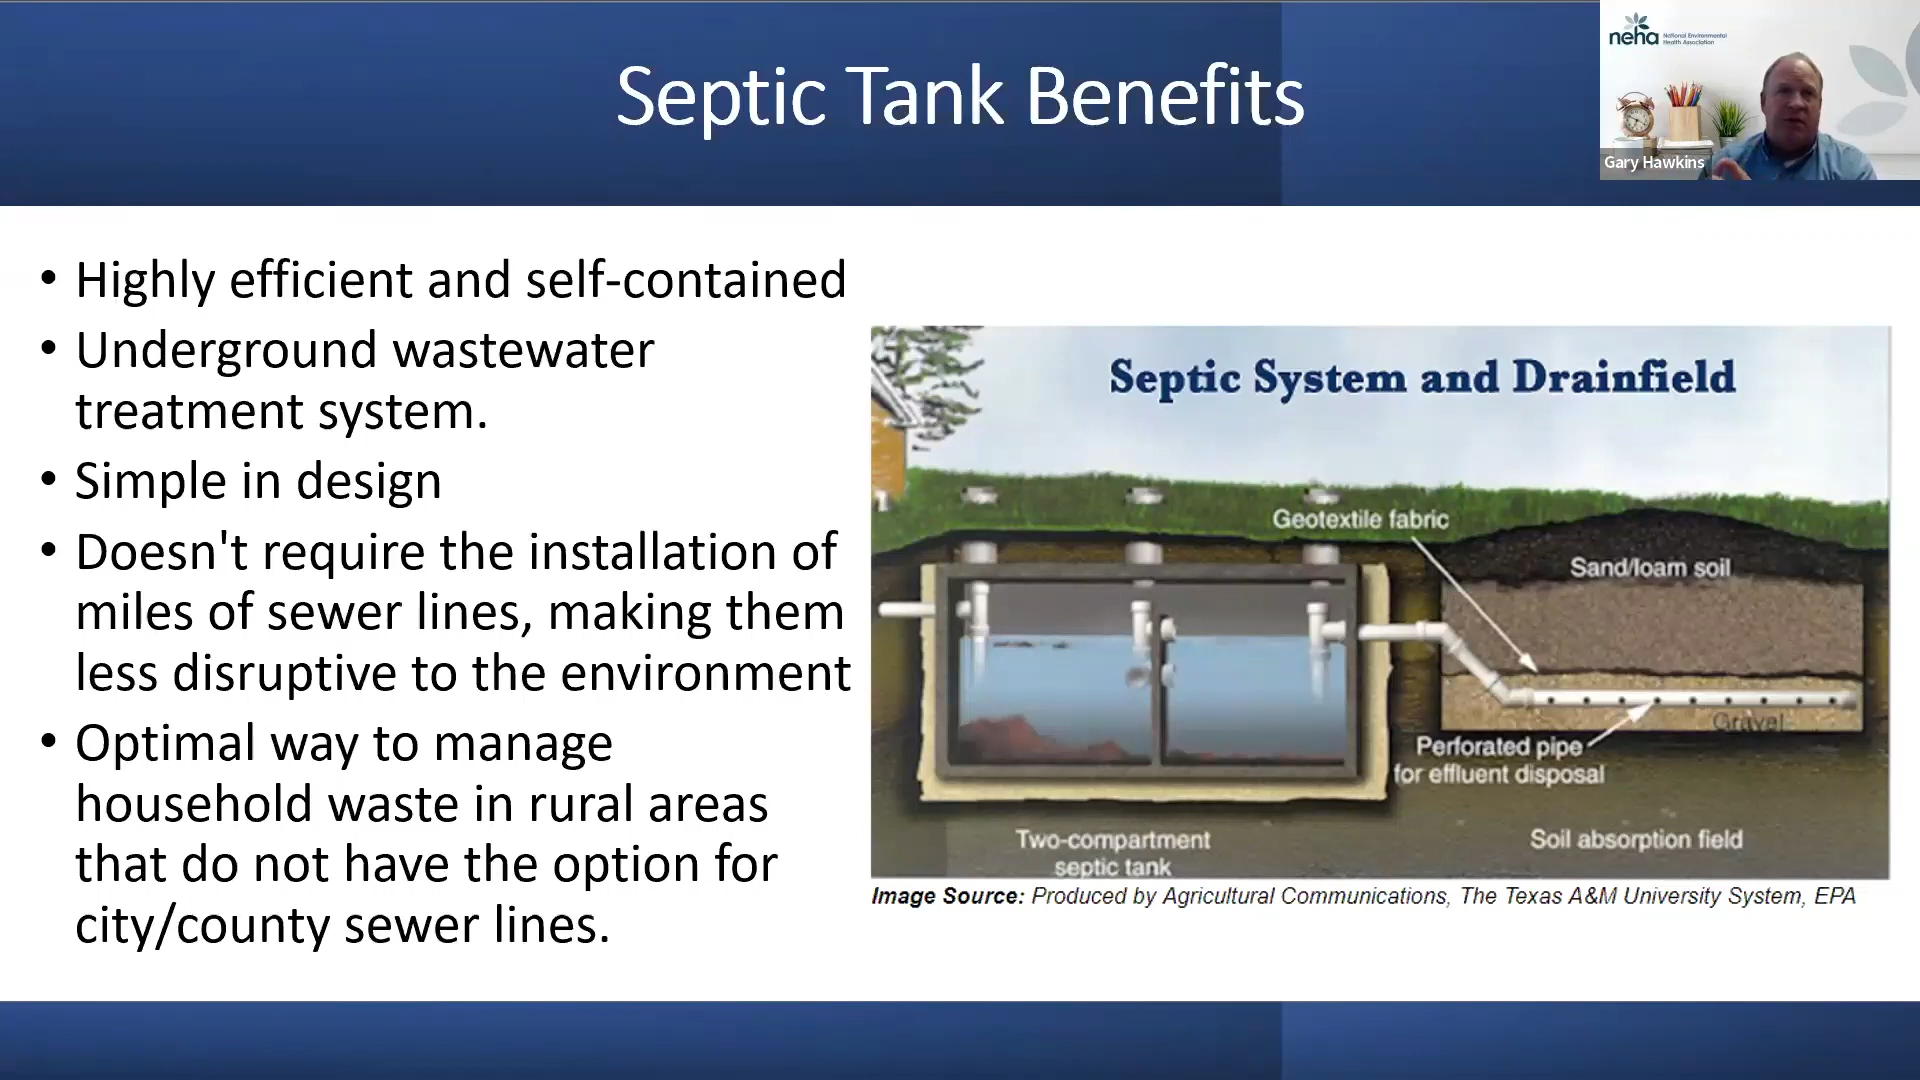 Septic Tank Benefits
neha National Environmental
Health Association
Gary Hawkins
• Highly efficient and self-contained
• Underground wastewater
treatment system.
• Simple in design
• Doesn't require the installation of
miles of sewer lines, making them
less disruptive to the environment
• Optimal way to manage
household waste in rural areas
that do not have the option for
city/county sewer lines.
Septic System and Drainfield
Geotextile fabric
Sand/loam soil
Gravel
Perforated pipe
for effluent disposal
Two-compartment
septic tank
Soil absorption field
Image Source: Produced by Agricultural Communications, The Texas A&M University System, EPA